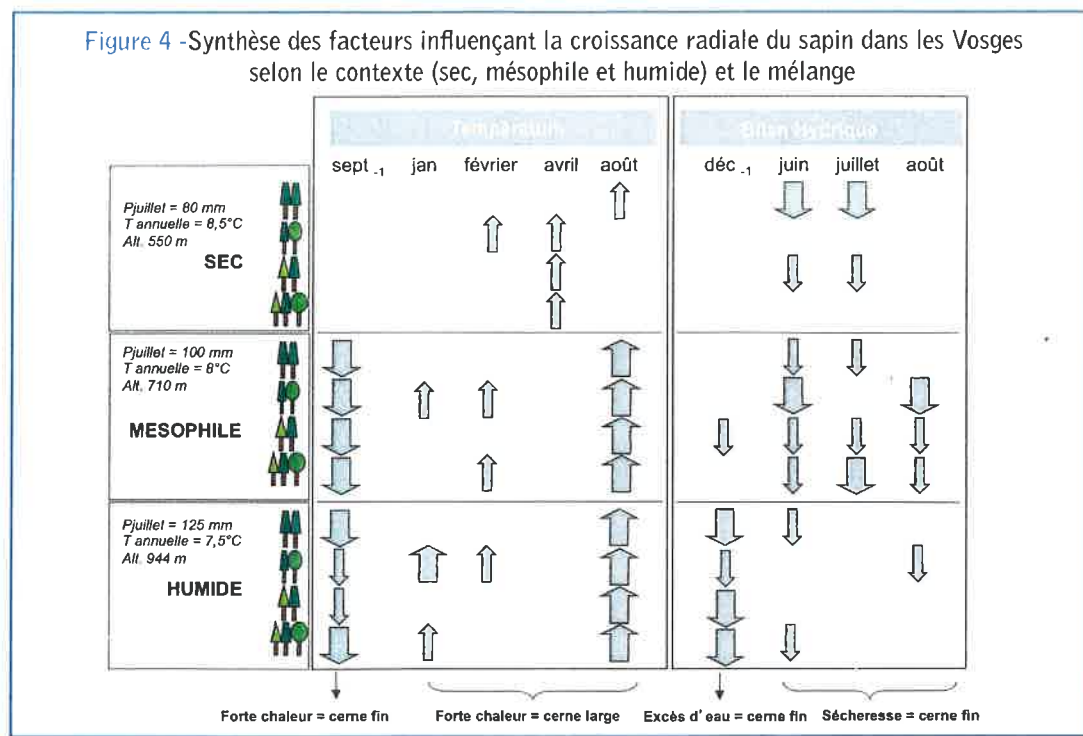 Figure 4 -Synthèse des facteurs influençant la croissance radiale du sapin dans les Vosges
selon le contexte (sec, mésophile et humide) et le mélange
Température
Bilan Hydrique
sept -1 jan février avril août
déc -1 juin juillet août
Pjuillet = 80 mm
T annuelle = 8,5°C
Alt. 550 m
SEC
Pjuillet = 100 mm
T annuelle = 8°C
Alt. 710 m
MESOPHILE
Pjuillet = 125 mm
T annuelle = 7,5°C
Alt. 944 m
HUMIDE
Forte chaleur = cerne fin
Forte chaleur = cerne large
Excès d'eau = cerne fin
Sécheresse = cerne fin